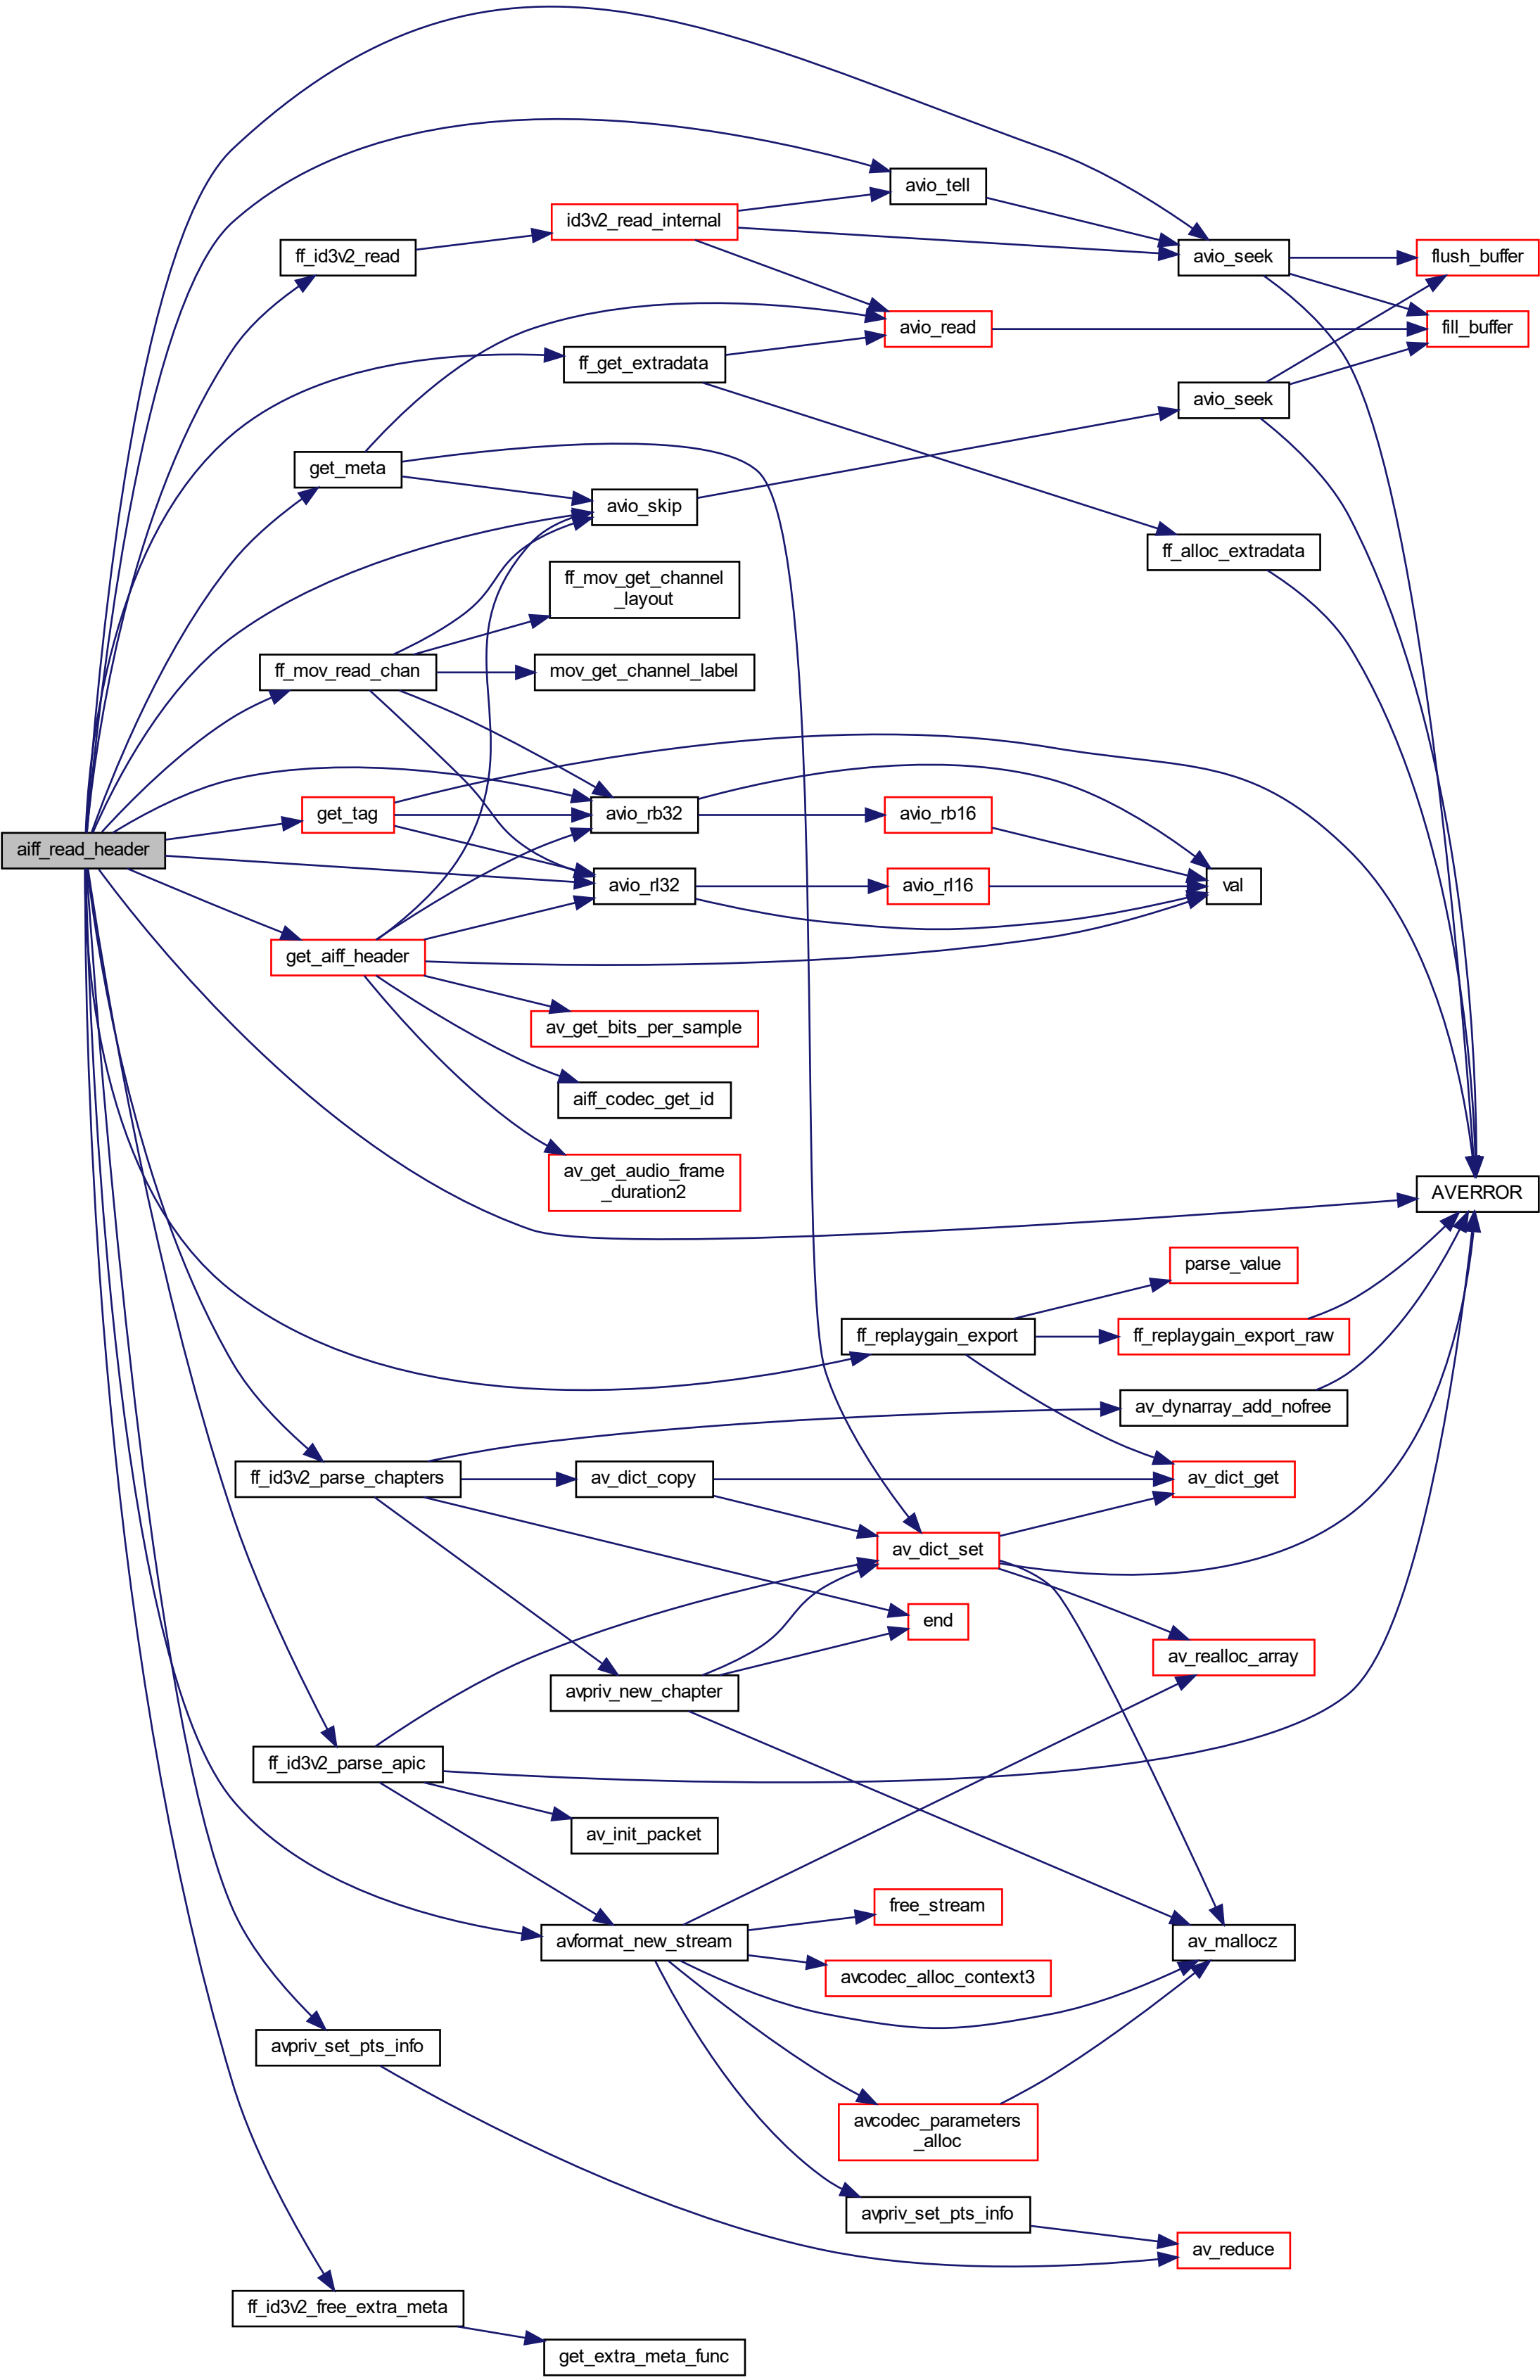 avio_tell
id3v2_read_internal
ff_id3v2_read
avio_seek
flush_buffer
avio_read
fill_buffer
ff_get_extradata
avio_seek
get_meta
avio_skip
ff_alloc_extradata
ff_mov_get_channel
_layout
ff_mov_read_chan
mov_get_channel_label
get_tag
avio_rb32
avio_rb16
aiff_read_header
avio_rl32
avio_rl16
val
get_aiff_header
av_get_bits_per_sample
aiff_codec_get_id
av_get_audio_frame
_duration2
AVERROR
parse_value
ff_replaygain_export
ff_replaygain_export_raw
av_dynarray_add_nofree
ff_id3v2_parse_chapters
av_dict_copy
av_dict_get
av_dict_set
end
av_realloc_array
avpriv_new_chapter
ff_id3v2_parse_apic
av_init_packet
free_stream
avformat_new_stream
av_mallocz
avcodec_alloc_context3
avpriv_set_pts_info
avcodec_parameters
_alloc
avpriv_set_pts_info
av_reduce
ff_id3v2_free_extra_meta
get_extra_meta_func